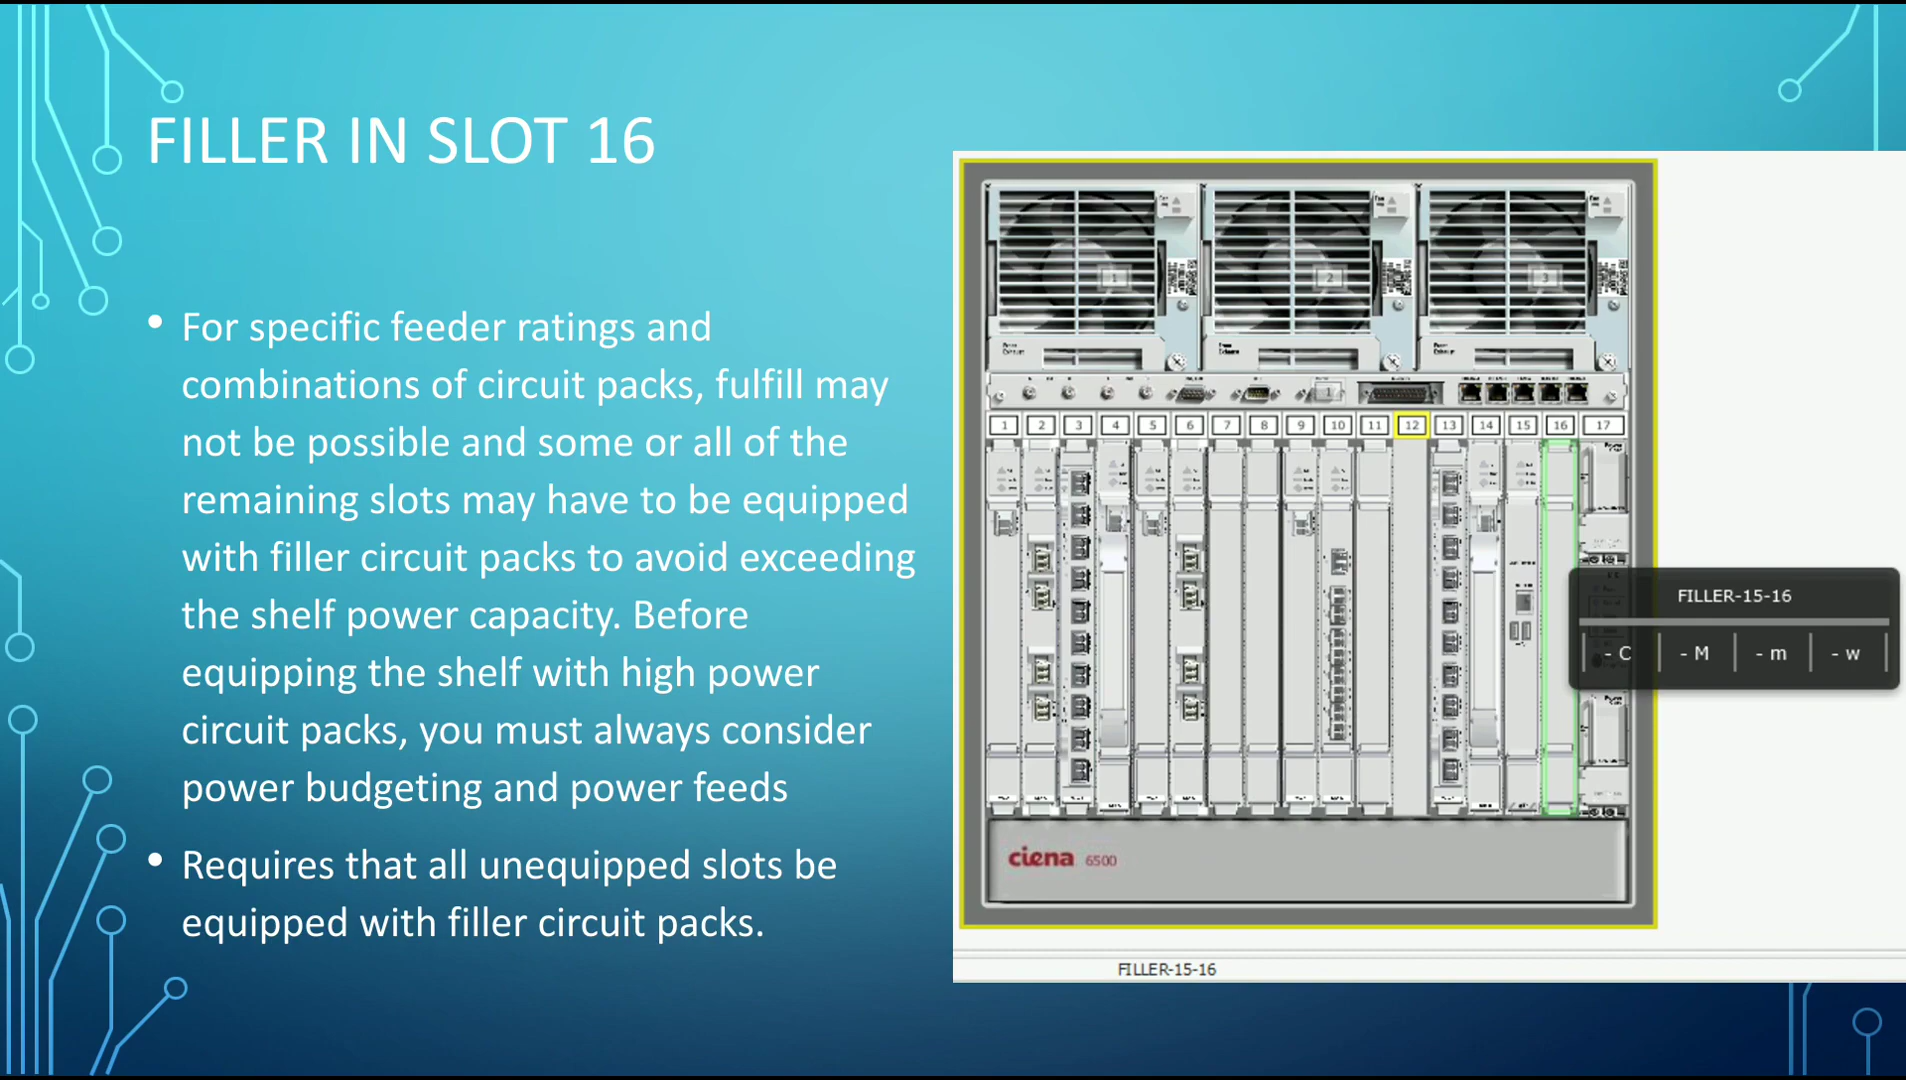 FILLER IN SLOT 16
• For specific feeder ratings and
combinations of circuit packs, fulfill may
not be possible and some or all of the
remaining slots may have to be equipped
with filler circuit packs to avoid exceeding
the shelf power capacity. Before
equipping the shelf with high power
circuit packs, you must always consider
power budgeting and power feeds
• Requires that all unequipped slots be
equipped with filler circuit packs.
1 2 3
1
1 2 3 4 5 6 7 8 9 10 11 12 13 14 15 16 17
FILLER-15-16
- C - M - m - w
ciena 6500
FILLER-15-16